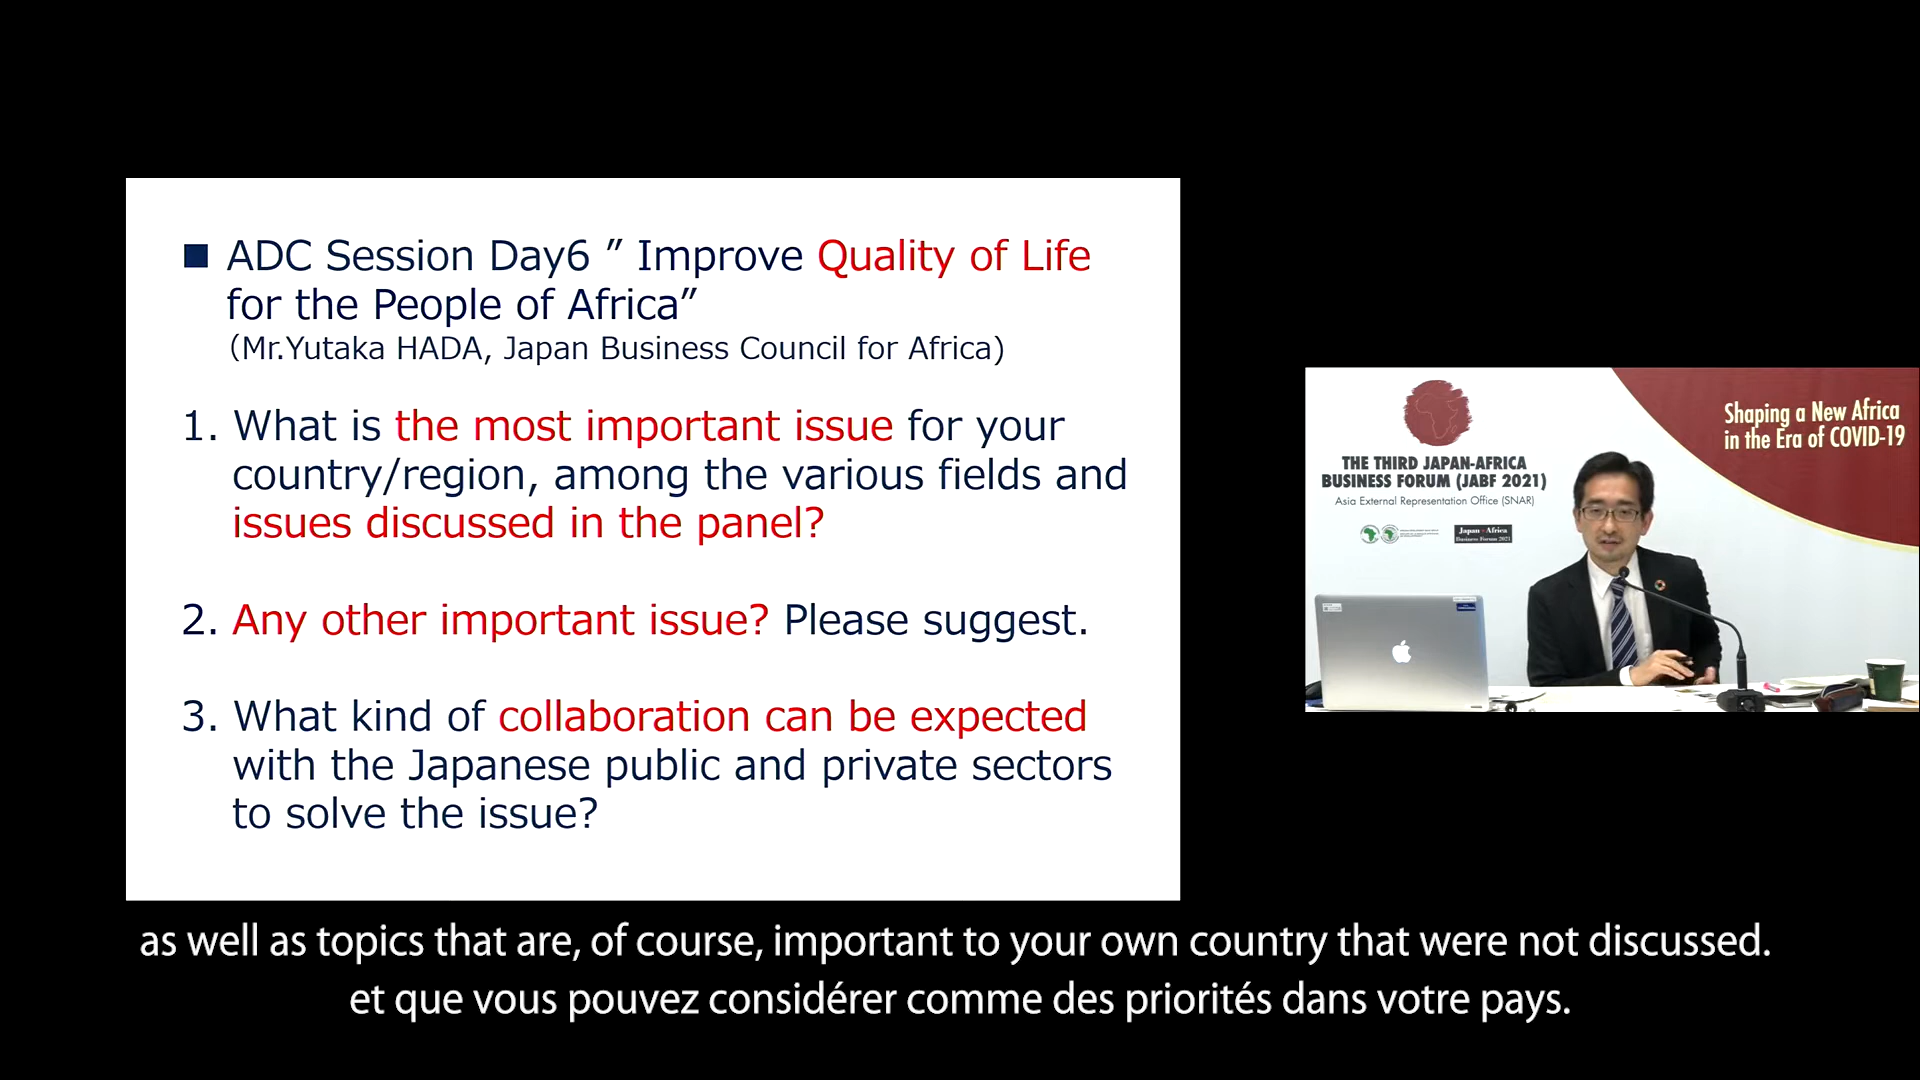 ■ ADC Session Day6 ” Improve Quality of Life
for the People of Africa”
(Mr.Yutaka HADA, Japan Business Council for Africa)
1. What is the most important issue for your
country/region, among the various fields and
issues discussed in the panel?
2. Any other important issue? Please suggest.
3. What kind of collaboration can be expected
with the Japanese public and private sectors
to solve the issue?
Shaping a New Africa
in the Era of COVID-19
THE THIRD JAPAN-AFRICA
BUSINESS FORUM (JABF 2021)
Asia External Representation Office (SNAR)
Japan Africa
Business Forum 2021
as well as topics that are, of course, important to your own country that were not discussed.
et que vous pouvez considérer comme des priorités dans votre pays.